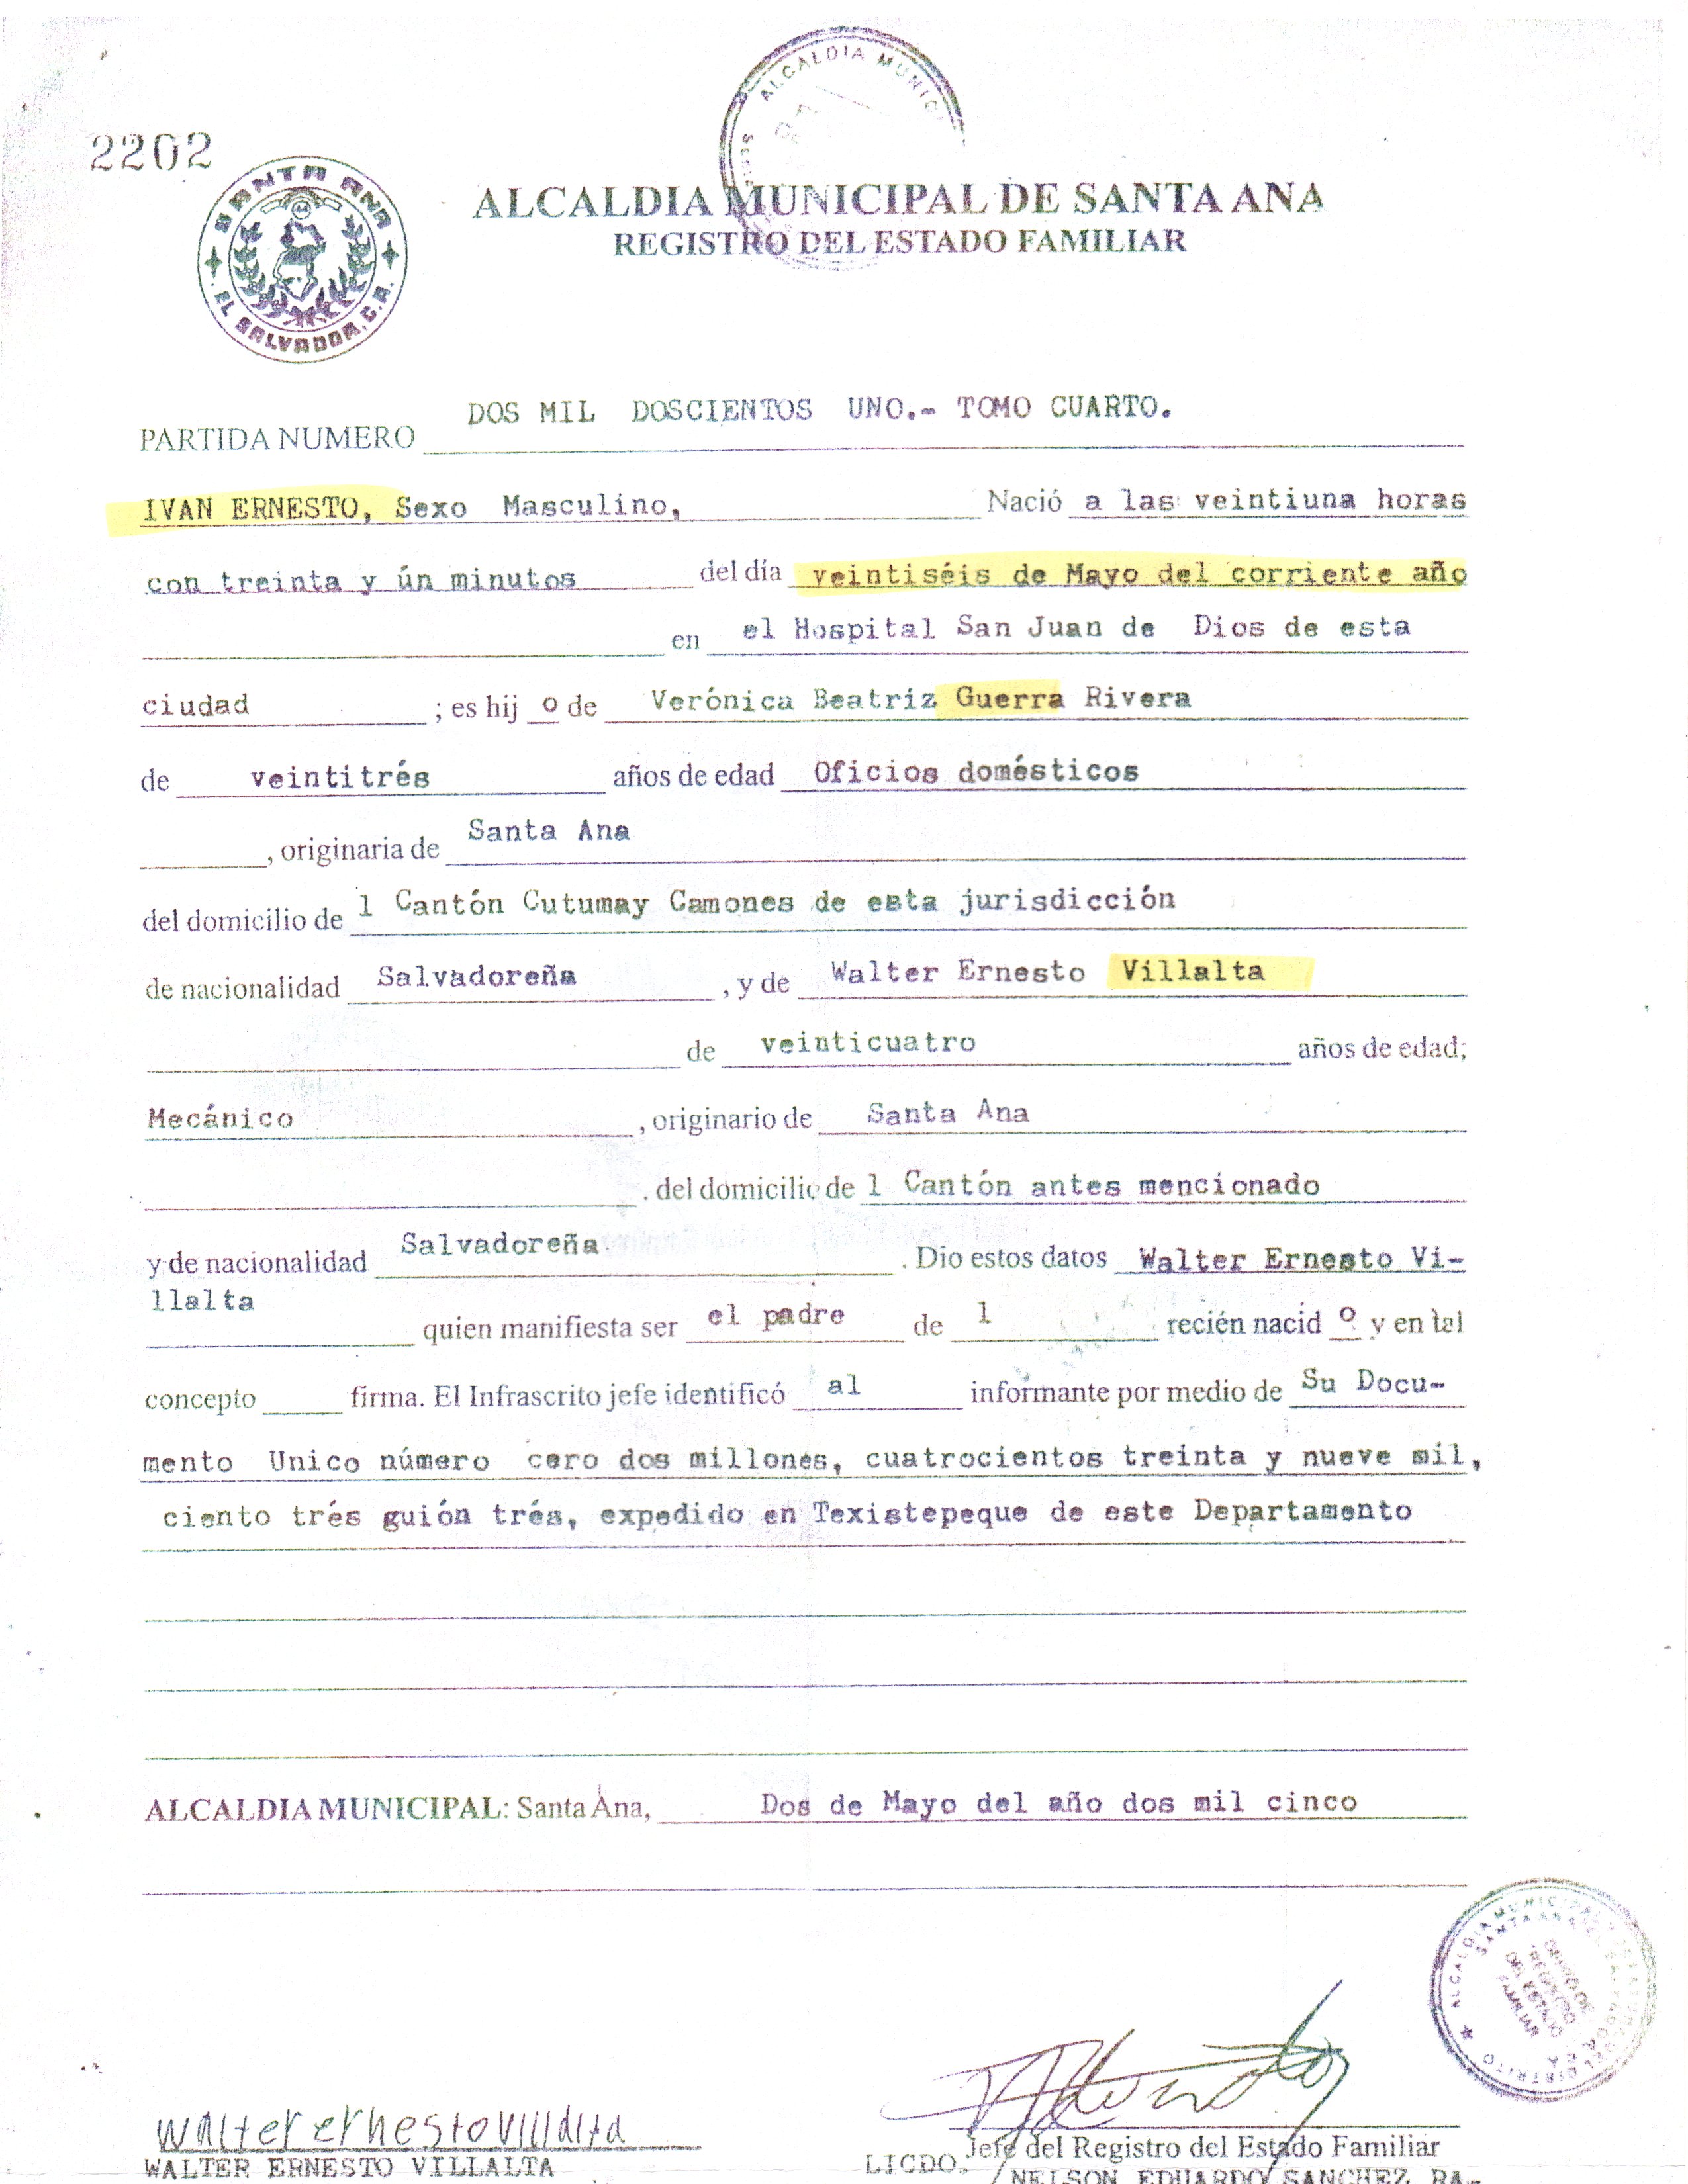 ALCALDIA MUNIC
2202
SANTA ANA
EL SALVADOR, C.A.
ALCALDIA MUNICIPAL DE SANTA ANA
REGISTRO DEL ESTADO FAMILIAR
DOS MIL DOSCIENTOS UNO.- TOMO CUARTO.
PARTIDA NUMERO
IVAN ERNESTO, Sexo Masculino, Nació a las veintiuna horas
con treinta y ún minutos del día veintiséis de Mayo del corriente año
en el Hospital San Juan de Dios de esta
ciudad ; es hij o de Verónica Beatriz Guerra Rivera
de veintitrés años de edad Oficios domésticos
, originaria de Santa Ana
del domicilio de l Cantón Cutumay Camones de esta jurisdicción
de nacionalidad Salvadoreña , y de Walter Ernesto Villalta
de veinticuatro años de edad;
Mecánico , originario de Santa Ana
. del domicilio de l Cantón antes mencionado
y de nacionalidad Salvadoreña . Dio estos datos Walter Ernesto Vi-
llalta quien manifiesta ser el padre de l recién nacid o y en tal
concepto firma. El Infrascrito jefe identificó al informante por medio de Su Docu-
mento Unico número cero dos millones, cuatrocientos treinta y nueve mil,
ciento trés guión trés, expedido en Texistepeque de este Departamento
ALCALDIA MUNICIPAL: Santa Ana, Dos de Mayo del año dos mil cinco
ALCALDIA MUNICIPAL
SANTA ANA
REGISTRO
DEL ESTADO
FAMILIAR
walter ernesto villalta
WALTER ERNESTO VILLALTA
Jefe del Registro del Estado Familiar
LICDO. NELSON EDUARDO SANCHEZ RA-